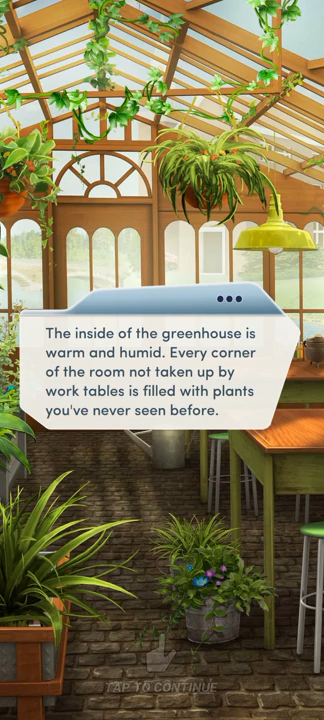 The inside of the greenhouse is
warm and humid. Every corner
of the room not taken up by
work tables is filled with plants
you've never seen before.
TAP TO CONTINUE